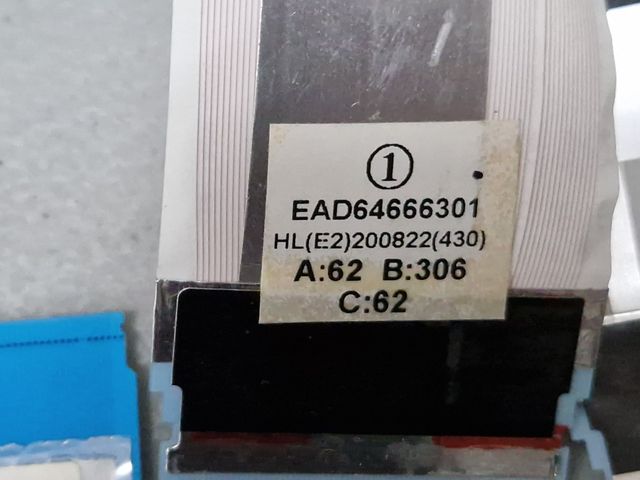 ①
EAD64666301
HL(E2)200822(430)
A:62 B:306
C:62